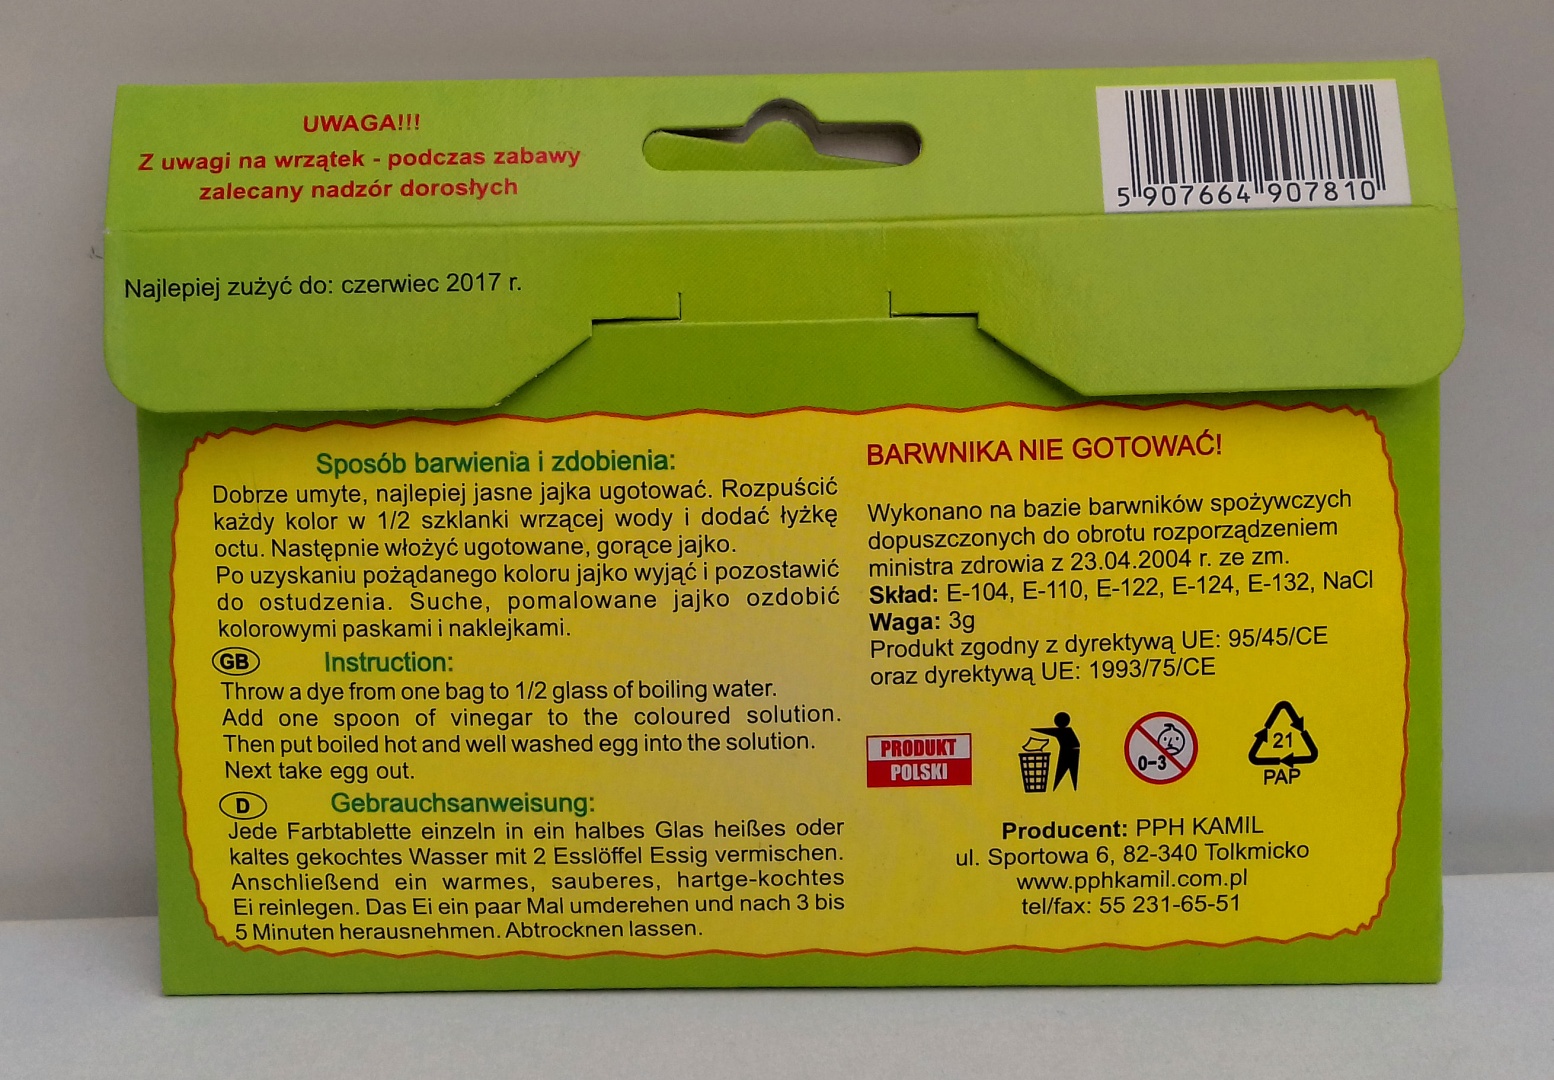 UWAGA!!!
Z uwagi na wrzątek - podczas zabawy
zalecany nadzór dorosłych
5 907664 907810
Najlepiej zużyć do: czerwiec 2017 r.
Sposób barwienia i zdobienia:
Dobrze umyte, najlepiej jasne jajka ugotować. Rozpuścić
każdy kolor w 1/2 szklanki wrzącej wody i dodać łyżkę
octu. Następnie włożyć ugotowane, gorące jajko.
Po uzyskaniu pożądanego koloru jajko wyjąć i pozostawić
do ostudzenia. Suche, pomalowane jajko ozdobić
kolorowymi paskami i naklejkami.
GB Instruction:
Throw a dye from one bag to 1/2 glass of boiling water.
Add one spoon of vinegar to the coloured solution.
Then put boiled hot and well washed egg into the solution.
Next take egg out.
D Gebrauchsanweisung:
Jede Farbtablette einzeln in ein halbes Glas heißes oder
kaltes gekochtes Wasser mit 2 Esslöffel Essig vermischen.
Anschließend ein warmes, sauberes, hartge-kochtes
Ei reinlegen. Das Ei ein paar Mal umderehen und nach 3 bis
5 Minuten herausnehmen. Abtrocknen lassen.
BARWNIKA NIE GOTOWAĆ!
Wykonano na bazie barwników spożywczych
dopuszczonych do obrotu rozporządzeniem
ministra zdrowia z 23.04.2004 r. ze zm.
Skład: E-104, E-110, E-122, E-124, E-132, NaCl
Waga: 3g
Produkt zgodny z dyrektywą UE: 95/45/CE
oraz dyrektywą UE: 1993/75/CE
PRODUKT
POLSKI
0-3
21
PAP
Producent: PPH KAMIL
ul. Sportowa 6, 82-340 Tolkmicko
www.pphkamil.com.pl
tel/fax: 55 231-65-51